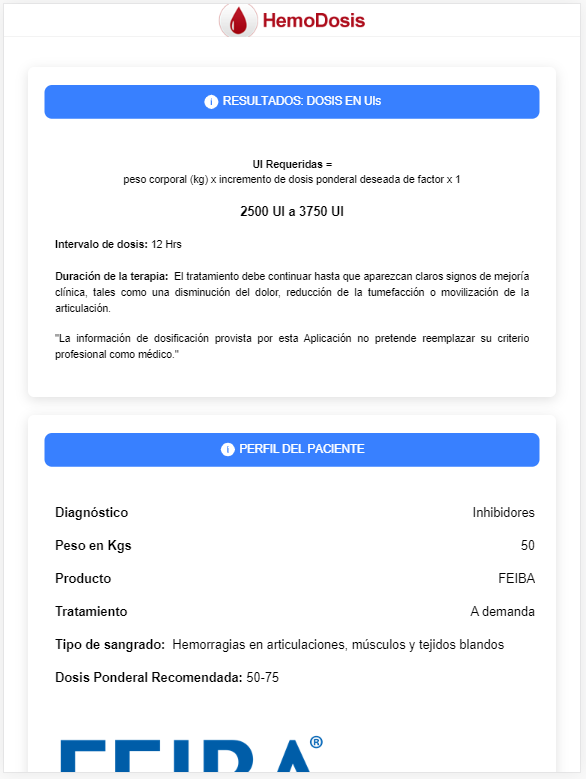 HemoDosis
RESULTADOS: DOSIS EN UIs
UI Requeridas =
peso corporal (kg) x incremento de dosis ponderal deseada de factor x 1
2500 UI a 3750 UI
Intervalo de dosis: 12 Hrs
Duración de la terapia: El tratamiento debe continuar hasta que aparezcan claros signos de mejoría
clínica, tales como una disminución del dolor, reducción de la tumefacción o movilización de la
articulación.
"La información de dosificación provista por esta Aplicación no pretende reemplazar su criterio
profesional como médico."
PERFIL DEL PACIENTE
Diagnóstico Inhibidores
Peso en Kgs 50
Producto FEIBA
Tratamiento A demanda
Tipo de sangrado: Hemorragias en articulaciones, músculos y tejidos blandos
Dosis Ponderal Recomendada: 50-75
FEIBA®